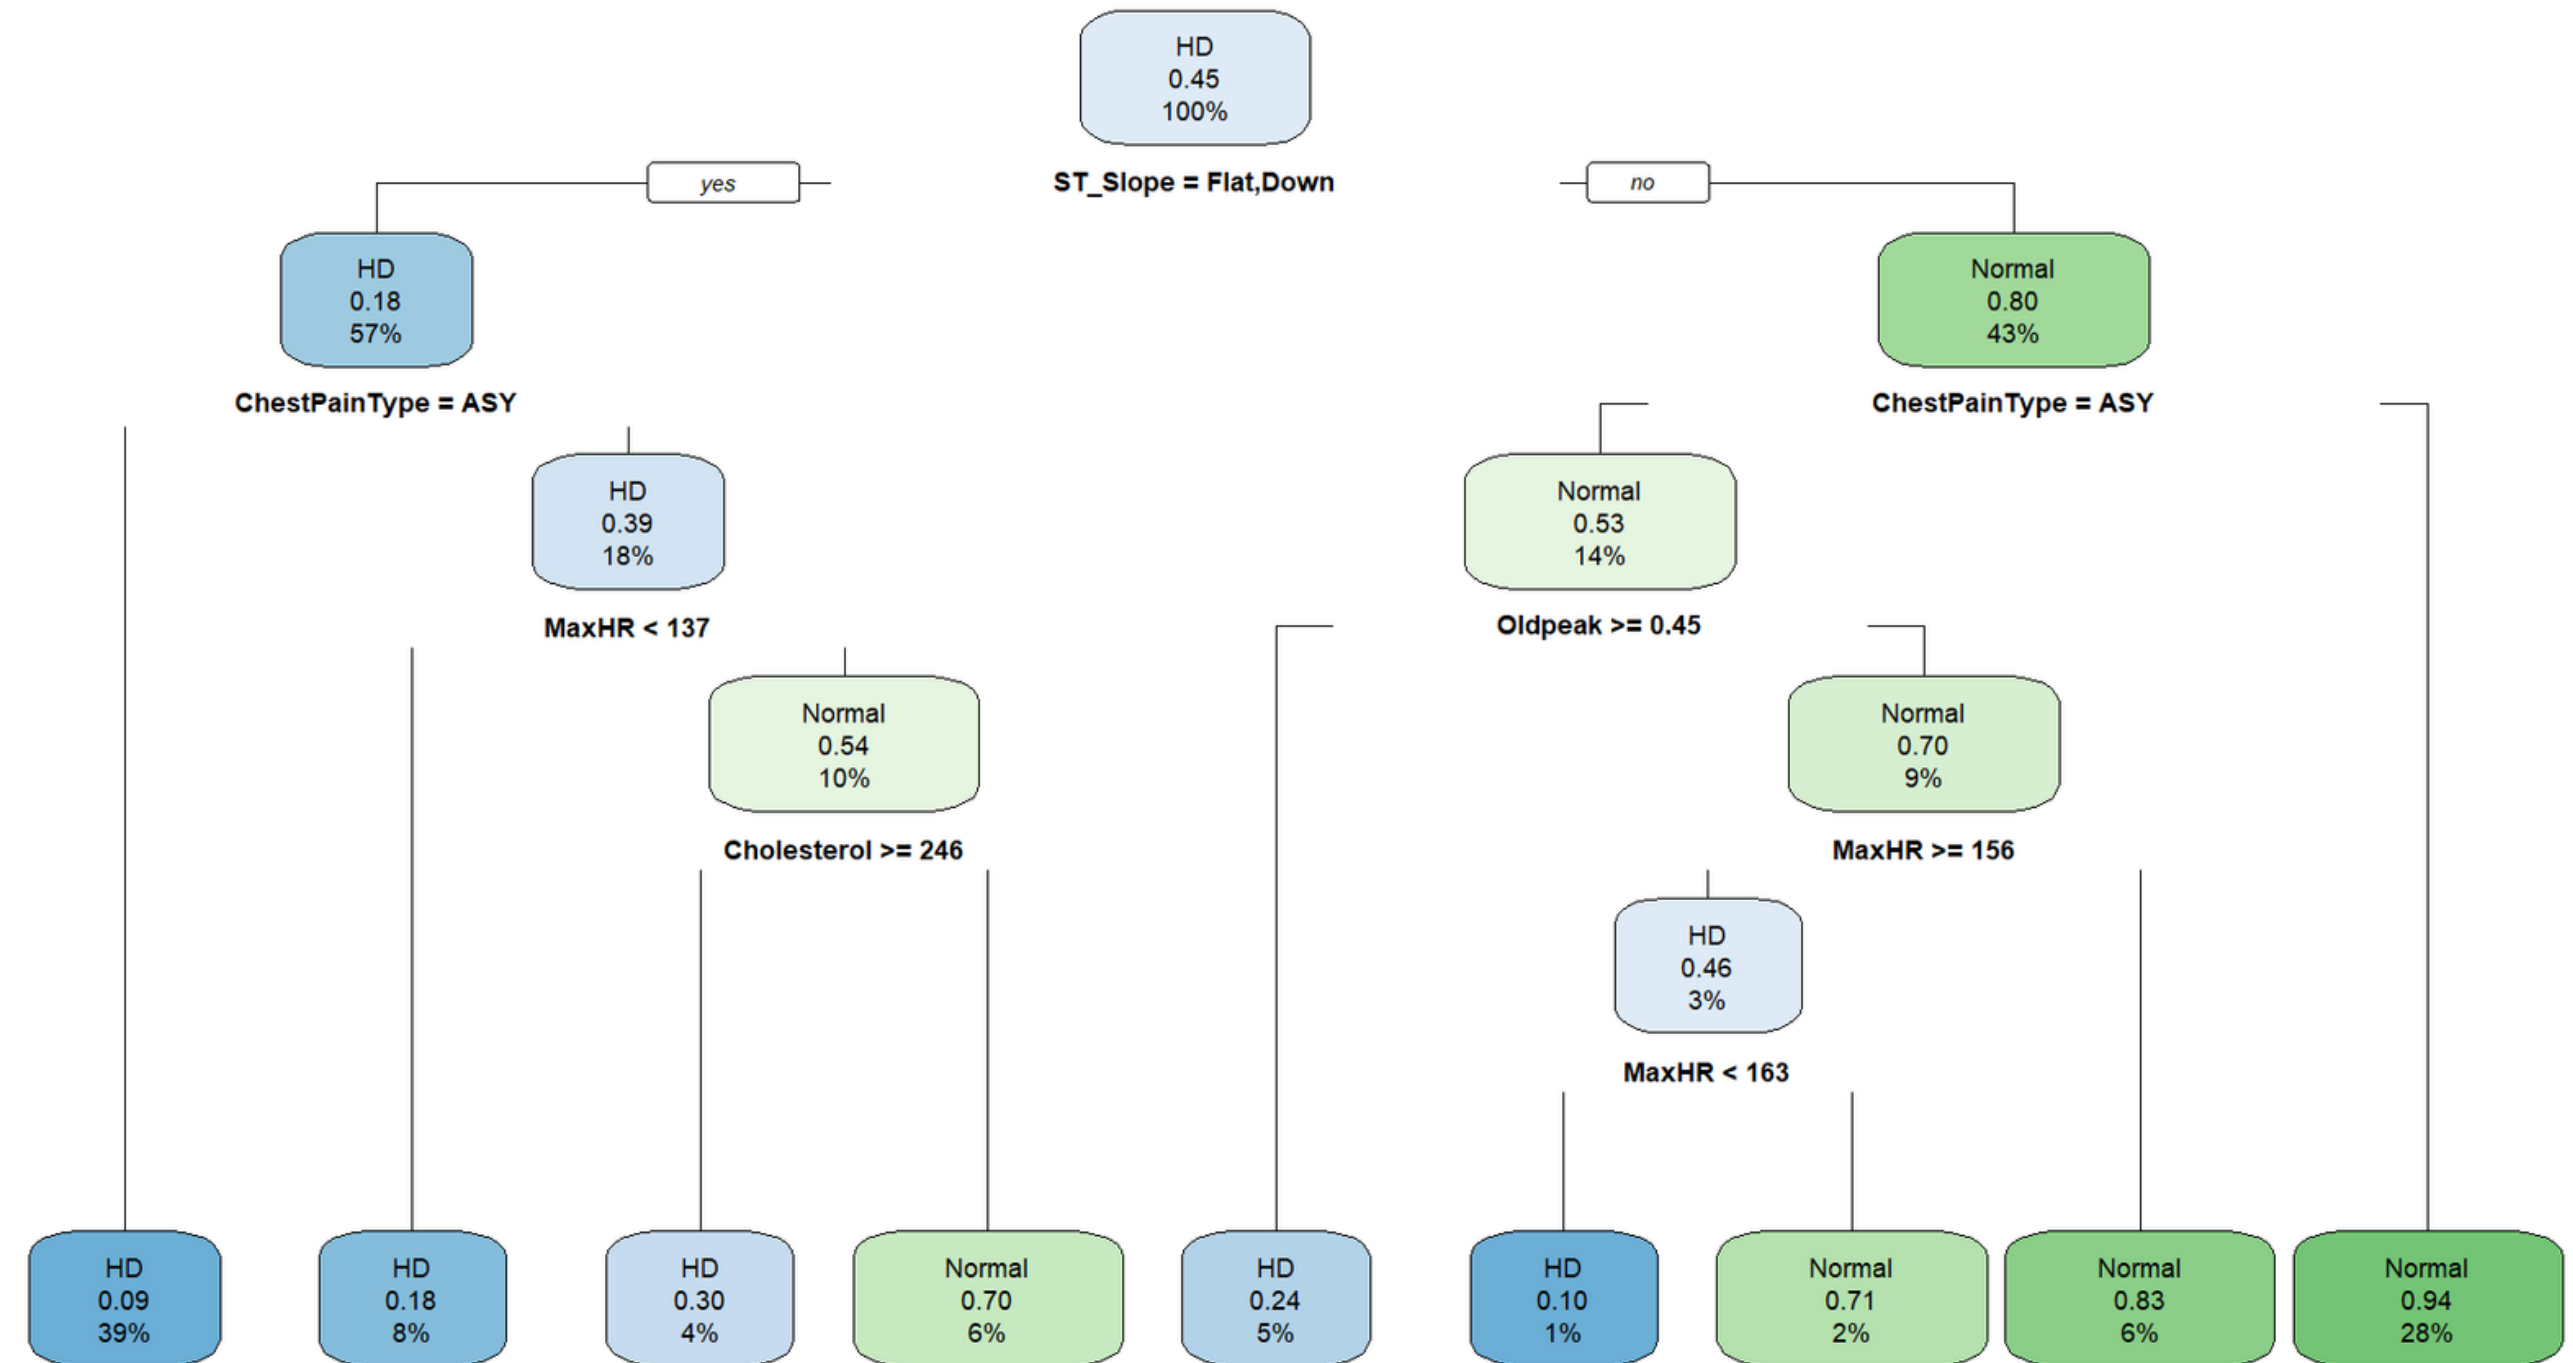 HD
0.45
100%
yes
ST_Slope = Flat,Down
no
HD
0.18
57%
Normal
0.80
43%
ChestPainType = ASY
ChestPainType = ASY
HD
0.39
18%
Normal
0.53
14%
MaxHR < 137
Oldpeak >= 0.45
Normal
0.54
10%
Normal
0.70
9%
Cholesterol >= 246
MaxHR >= 156
HD
0.46
3%
MaxHR < 163
HD
0.09
39%
HD
0.18
8%
HD
0.30
4%
Normal
0.70
6%
HD
0.24
5%
HD
0.10
1%
Normal
0.71
2%
Normal
0.83
6%
Normal
0.94
28%